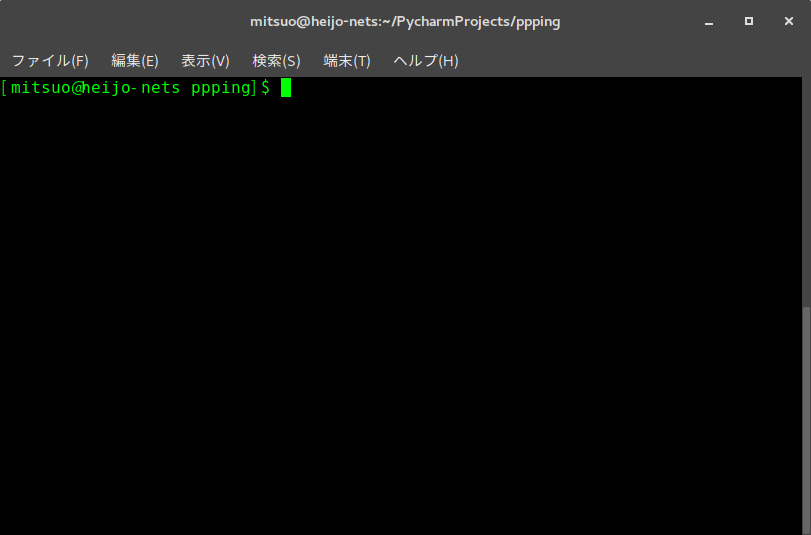 mitsuo@heijo-nets:~/PycharmProjects/ppping
ファイル(F) 編集(E) 表示(V) 検索(S) 端末(T) ヘルプ(H)
[mitsuo@heijo-nets ppping]$